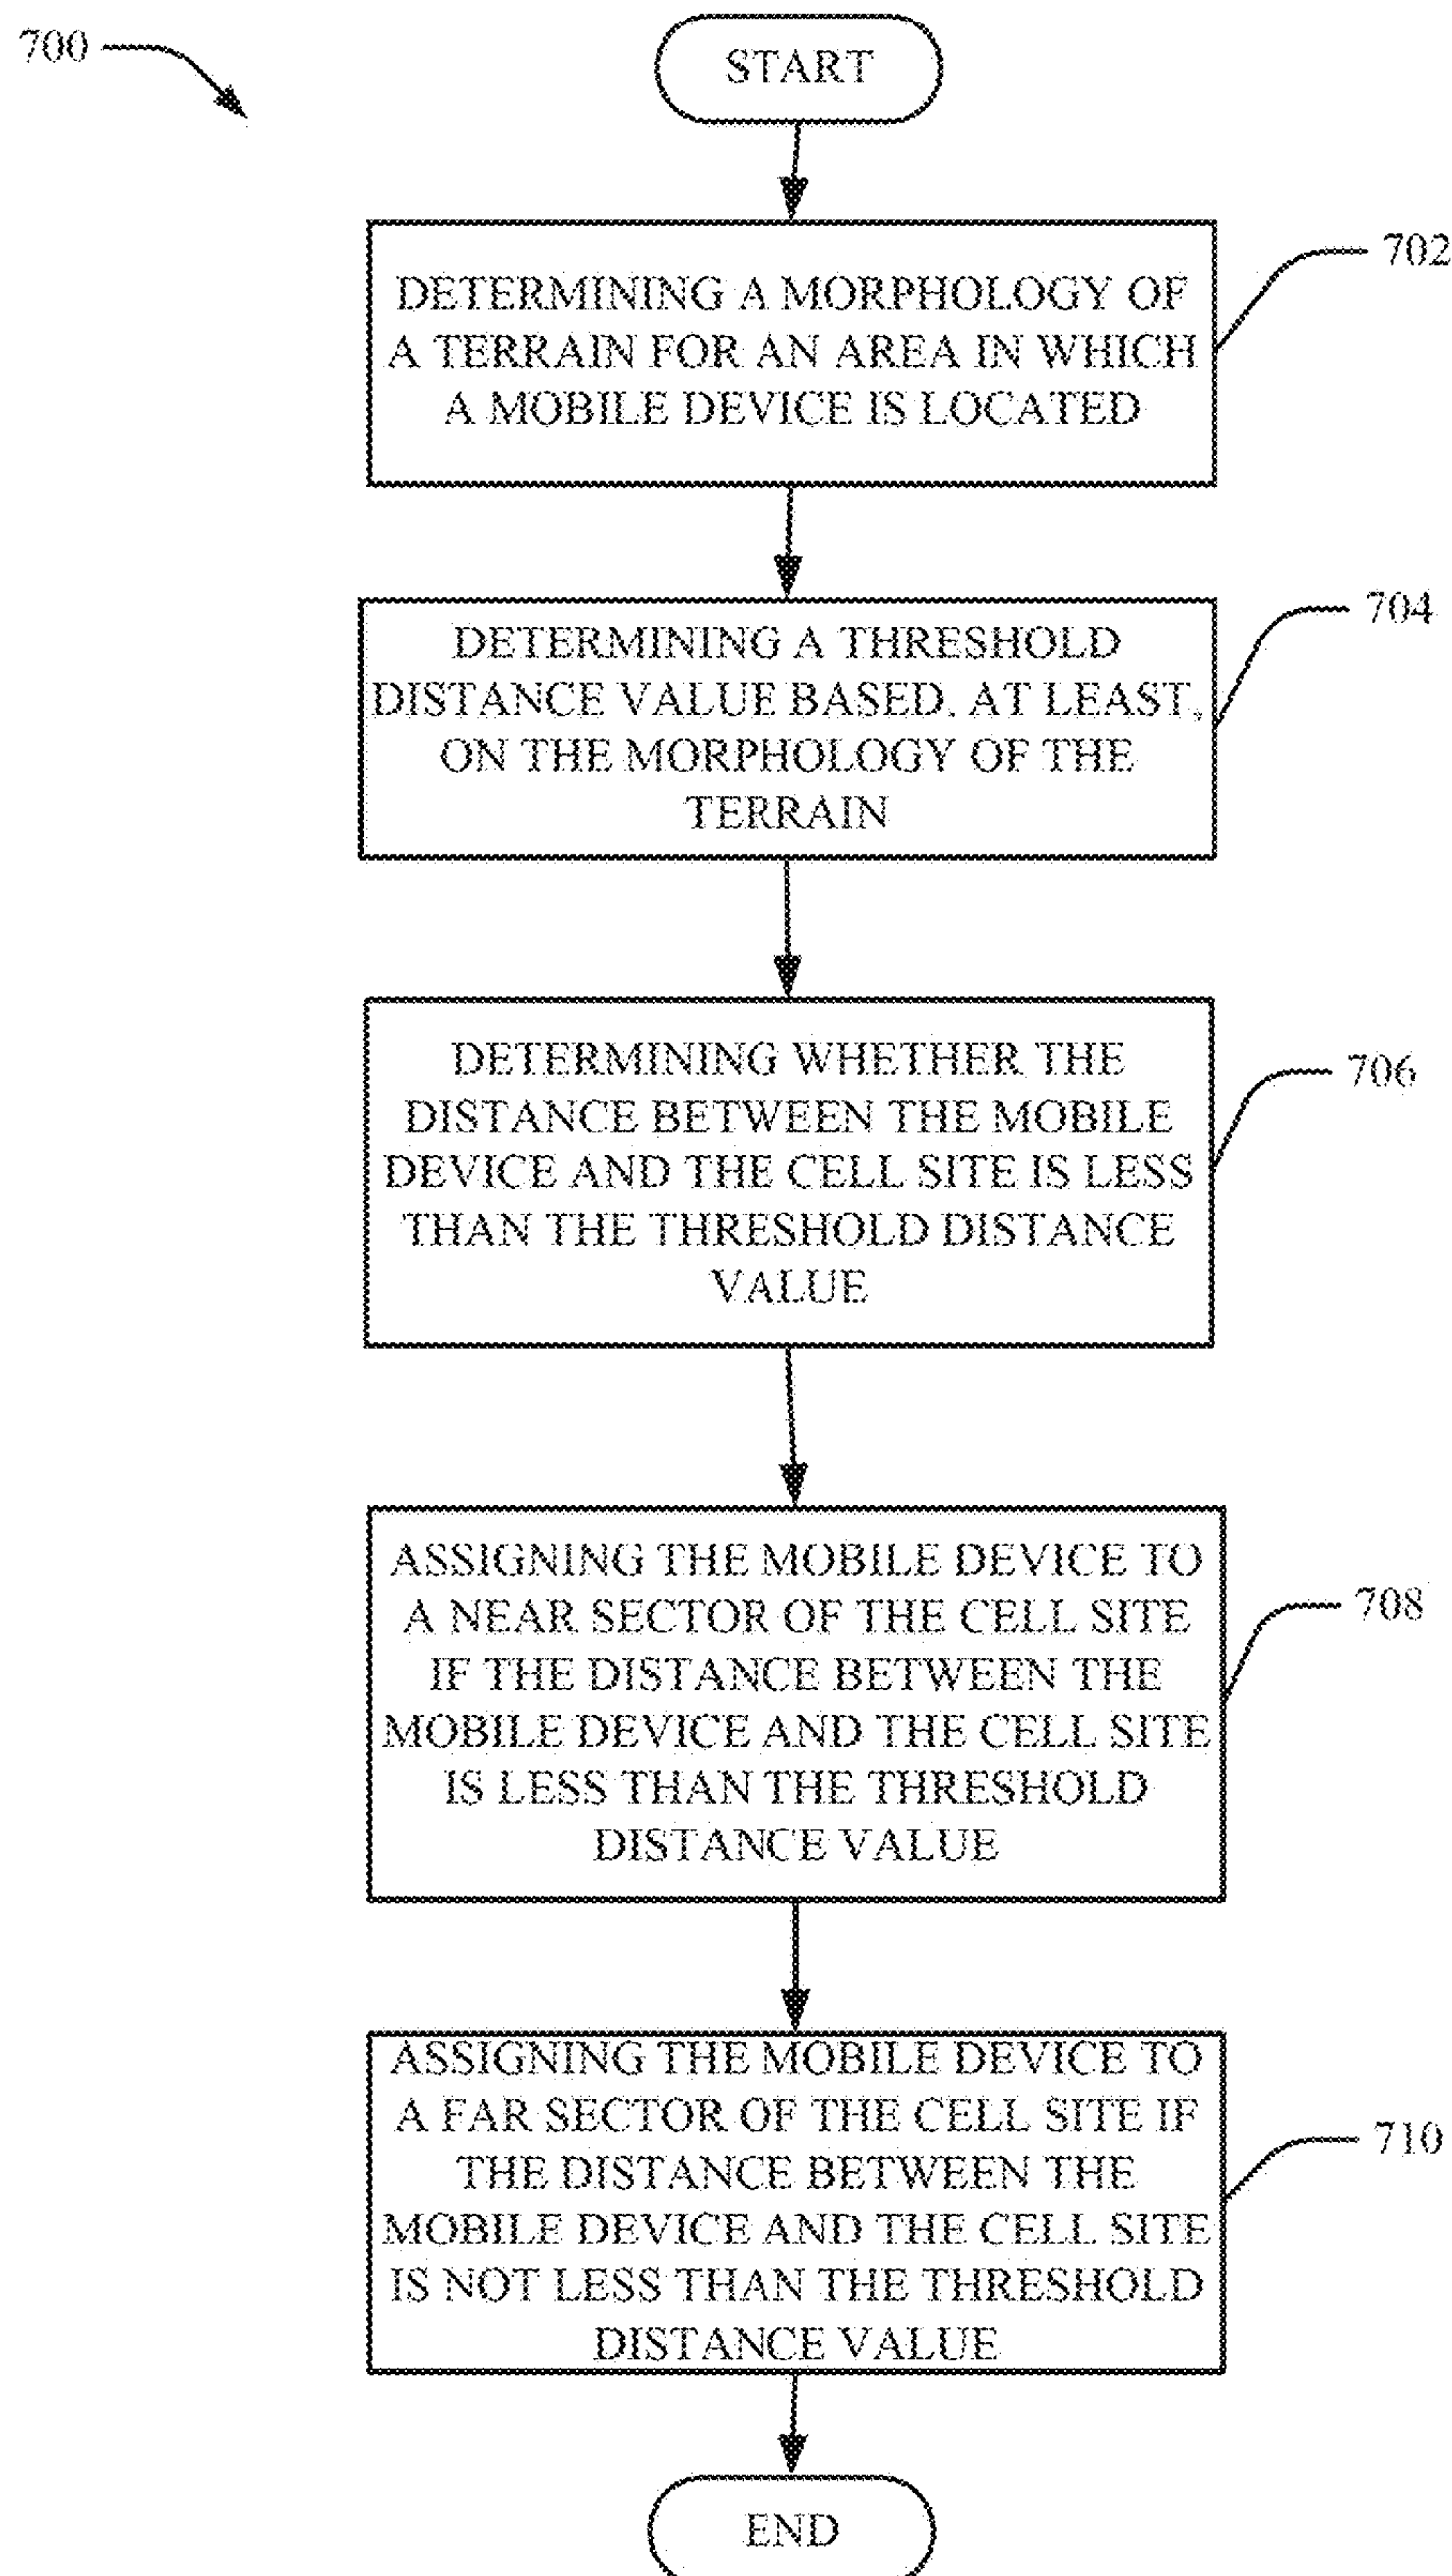 700
START
DETERMINING A MORPHOLOGY OF
A TERRAIN FOR AN AREA IN WHICH
A MOBILE DEVICE IS LOCATED
702
DETERMINING A THRESHOLD
DISTANCE VALUE BASED, AT LEAST,
ON THE MORPHOLOGY OF THE
TERRAIN
704
DETERMINING WHETHER THE
DISTANCE BETWEEN THE MOBILE
DEVICE AND THE CELL SITE IS LESS
THAN THE THRESHOLD DISTANCE
VALUE
706
ASSIGNING THE MOBILE DEVICE TO
A NEAR SECTOR OF THE CELL SITE
IF THE DISTANCE BETWEEN THE
MOBILE DEVICE AND THE CELL SITE
IS LESS THAN THE THRESHOLD
DISTANCE VALUE
708
ASSIGNING THE MOBILE DEVICE TO
A FAR SECTOR OF THE CELL SITE IF
THE DISTANCE BETWEEN THE
MOBILE DEVICE AND THE CELL SITE
IS NOT LESS THAN THE THRESHOLD
DISTANCE VALUE
710
END